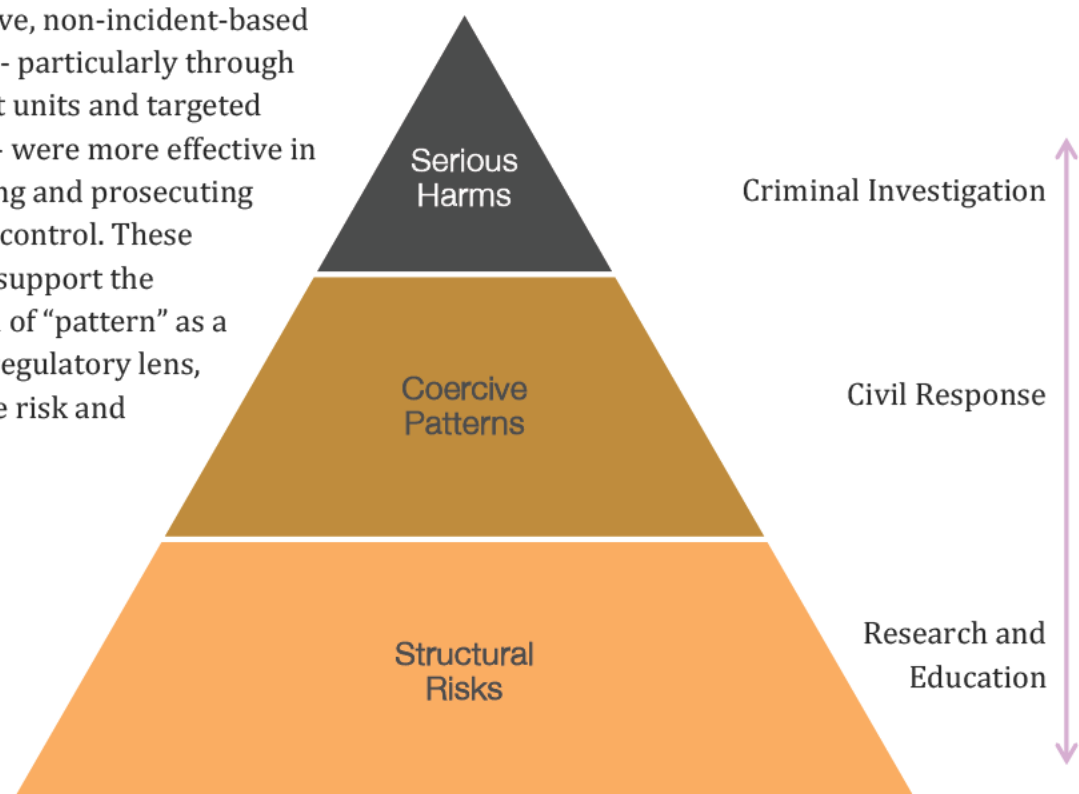 ve, non-incident-based
- particularly through
t units and targeted
- were more effective in
ng and prosecuting
control. These
support the
of “pattern” as a
egulatory lens,
e risk and
Serious
Harms
Criminal Investigation
Coercive
Patterns
Civil Response
Structural
Risks
Research and
Education